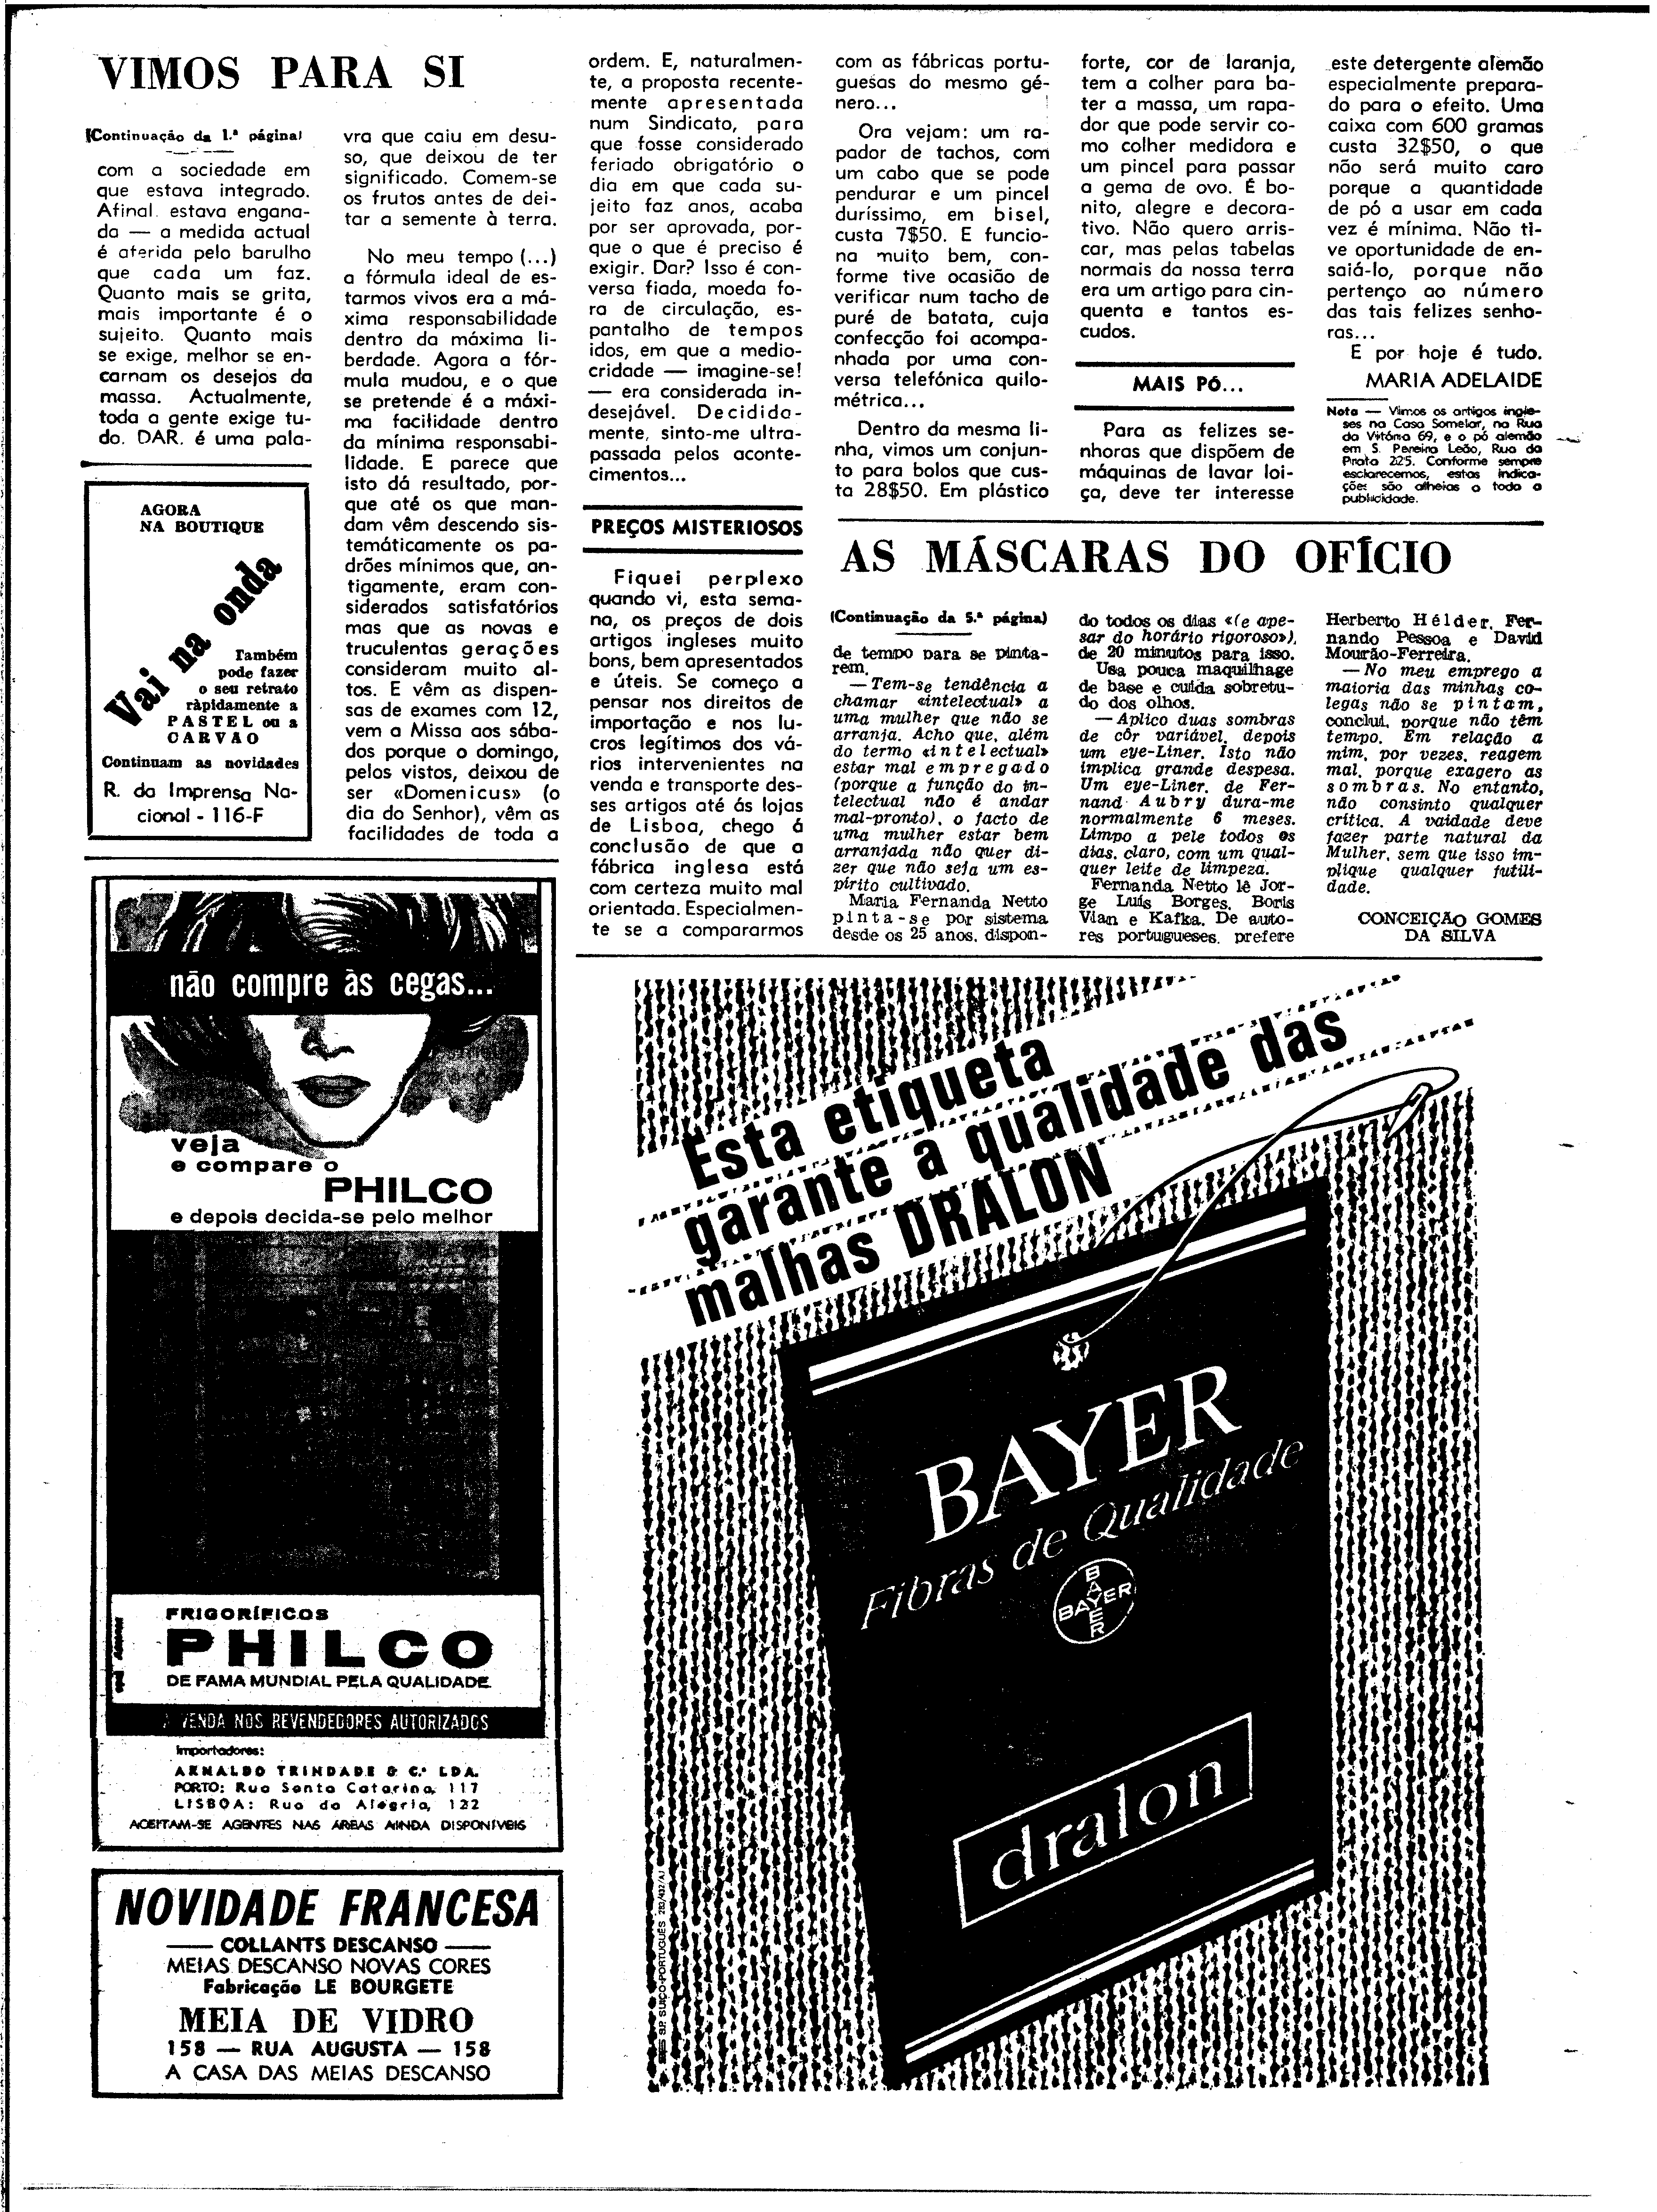 VIMOS PARA SI
(Continuação da 1.ª página)
com a sociedade em
que estava integrado.
Afinal estava engana-
da — a medida actual
é aferida pelo barulho
que cada um faz.
Quanto mais se grita,
mais importante é o
sujeito. Quanto mais
se exige, melhor se en-
carnam os desejos da
massa. Actualmente,
toda a gente exige tu-
do. DAR. é uma pala-
vra que caiu em desu-
so, que deixou de ter
significado. Comem-se
os frutos antes de dei-
tar a semente à terra.
No meu tempo (...)
a fórmula ideal de es-
tarmos vivos era a má-
xima responsabilidade
dentro da máxima li-
berdade. Agora a fór-
mula mudou, e o que
se pretende é a máxi-
ma facilidade dentro
da mínima responsabi-
lidade. E parece que
isto dá resultado, por-
que até os que man-
dam vêm descendo sis-
temáticamente os pa-
drões mínimos que, an-
tigamente, eram con-
siderados satisfatórios
mas que as novas e
truculentas gerações
consideram muito al-
tos. E vêm as dispen-
sas de exames com 12,
vem a Missa aos sába-
dos porque o domingo,
pelos vistos, deixou de
ser «Domenicus» (o
dia do Senhor), vêm as
facilidades de toda a
ordem. E, naturalmen-
te, a proposta recente-
mente apresentada
num Sindicato, para
que fosse considerado
feriado obrigatório o
dia em que cada su-
jeito faz anos, acaba
por ser aprovada, por-
que o que é preciso é
exigir. Dar? Isso é con-
versa fiada, moeda fo-
ra de circulação, es-
pantalho de tempos
idos, em que a medio-
cridade — imagine-se!
— era considerada in-
desejável. Decidida-
mente, sinto-me ultra-
passada pelos aconte-
cimentos...
PREÇOS MISTERIOSOS
Fiquei perplexo
quando vi, esta sema-
na, os preços de dois
artigos ingleses muito
bons, bem apresentados
e úteis. Se começo a
pensar nos direitos de
importação e nos lu-
cros legítimos dos vá-
rios intervenientes na
venda e transporte des-
ses artigos até ás lojas
de Lisboa, chego á
conclusão de que a
fábrica inglesa está
com certeza muito mal
orientada. Especialmen-
te se a compararmos
com as fábricas portu-
guesas do mesmo gé-
nero...
Ora vejam: um ra-
pador de tachos, com
um cabo que se pode
pendurar e um pincel
duríssimo, em bisel,
custa 7$50. E funcio-
na muito bem, con-
forme tive ocasião de
verificar num tacho de
puré de batata, cuja
confecção foi acompa-
nhada por uma con-
versa telefónica quilo-
métrica...
Dentro da mesma li-
nha, vimos um conjun-
to para bolos que cus-
ta 28$50. Em plástico
forte, cor de laranja,
tem a colher para ba-
ter a massa, um rapa-
dor que pode servir co-
mo colher medidora e
um pincel para passar
a gema de ovo. É bo-
nito, alegre e decora-
tivo. Não quero arris-
car, mas pelas tabelas
normais da nossa terra
era um artigo para cin-
quenta e tantos es-
cudos.
MAIS PÓ...
Para as felizes se-
nhoras que dispõem de
máquinas de lavar loi-
ça, deve ter interesse
este detergente alemão
especialmente prepara-
do para o efeito. Uma
caixa com 600 gramas
custa 32$50, o que
não será muito caro
porque a quantidade
de pó a usar em cada
vez é mínima. Não ti-
ve oportunidade de en-
saiá-lo, porque não
pertenço ao número
das tais felizes senho-
ras...
E por hoje é tudo.
MARIA ADELAIDE
Nota — Vimos os artigos ingle-
ses na Casa Somelar, na Rua
da Vitória 69, e o pó alemão
em S. Pereira Leão, Rua da
Prata 225. Conforme sempre
esclarecemos, estas indica-
ções são alheias a toda a
publicidade.
AGORA
NA BOUTIQUE
Vai na onda
Também
pode fazer
o seu retrato
ràpidamente a
PASTEL ou a
CARVAO
Continuam as novidades
R. da Imprensa Na-
cional - 116-F
AS MÁSCARAS DO OFÍCIO
(Continuação da 5.ª página)
de tempo para se pinta-
rem.
— Tem-se tendência a
chamar «intelectual» a
uma mulher que não se
arranja. Acho que, além
do termo «intelectual»
estar mal empregado
(porque a função do in-
telectual não é andar
mal-pronto), o facto de
uma mulher estar bem
arranjada não quer di-
zer que não seja um es-
pírito cultivado.
Maria Fernanda Netto
pinta-se por sistema
desde os 25 anos, dispon-
do todos os dias «(e ape-
sar do horário rigoroso»),
de 20 minutos para isso.
Usa pouca maquilhage
de base e cuida sobretu-
do dos olhos.
— Aplico duas sombras
de côr variável, depois
um eye-Liner. Isto não
implica grande despesa.
Um eye-Liner, de Fer-
nand Aubry dura-me
normalmente 6 meses.
Limpo a pele todos os
dias, claro, com um qual-
quer leite de limpeza.
Fernanda Netto lê Jor-
ge Luís Borges, Boris
Vian e Kafka. De auto-
res portugueses, prefere
Herberto Hélder, Fer-
nando Pessoa e David
Mourão-Ferreira.
— No meu emprego a
maioria das minhas co-
legas não se pintam,
conclui, porque não têm
tempo. Em relação a
mim, por vezes, reagem
mal, porque exagero as
sombras. No entanto,
não consinto qualquer
crítica. A vaidade deve
fazer parte natural da
Mulher, sem que isso im-
plique qualquer futili-
dade.
CONCEIÇÃO GOMES
DA SILVA
não compre às cegas...
veja
e compare o
PHILCO
e depois decida-se pelo melhor
FRIGORÍFICOS
PHILCO
DE FAMA MUNDIAL PELA QUALIDADE
À VENDA NOS REVENDEDORES AUTORIZADOS
Importadores:
ARNALDO TRINDADE & C.ª LDA.
PORTO: Rua Santa Catarina, 117
LISBOA: Rua da Alegria, 122
ACEITAM-SE AGENTES NAS ÁREAS AINDA DISPONÍVEIS
NOVIDADE FRANCESA
— COLLANTS DESCANSO —
MEIAS DESCANSO NOVAS CORES
Fabricação LE BOURGETE
MEIA DE VIDRO
158 — RUA AUGUSTA — 158
A CASA DAS MEIAS DESCANSO
Esta etiqueta
garante a qualidade das
malhas DRALON
BAYER
Fibras de Qualidade
BAYER
BAYER
dralon
S.P. SUIÇO-PORTUGUÊS